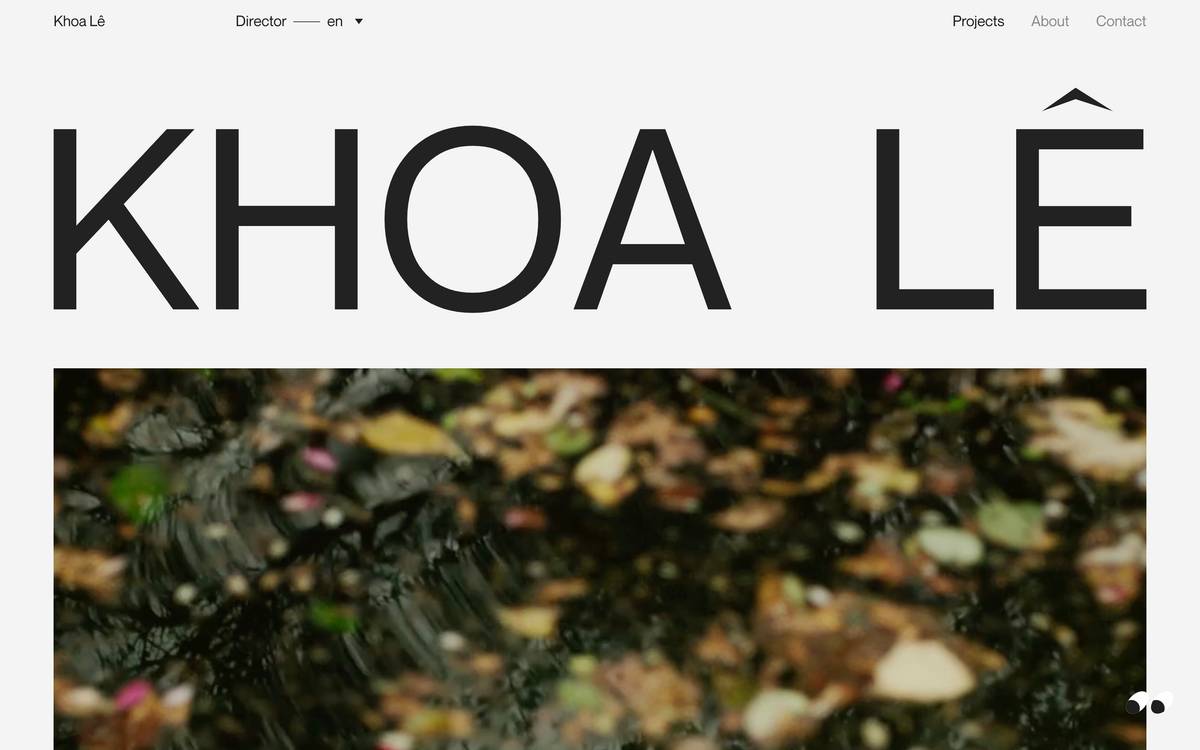 Khoa Lê
Director — en
Projects
About
Contact
KHOA LÊ